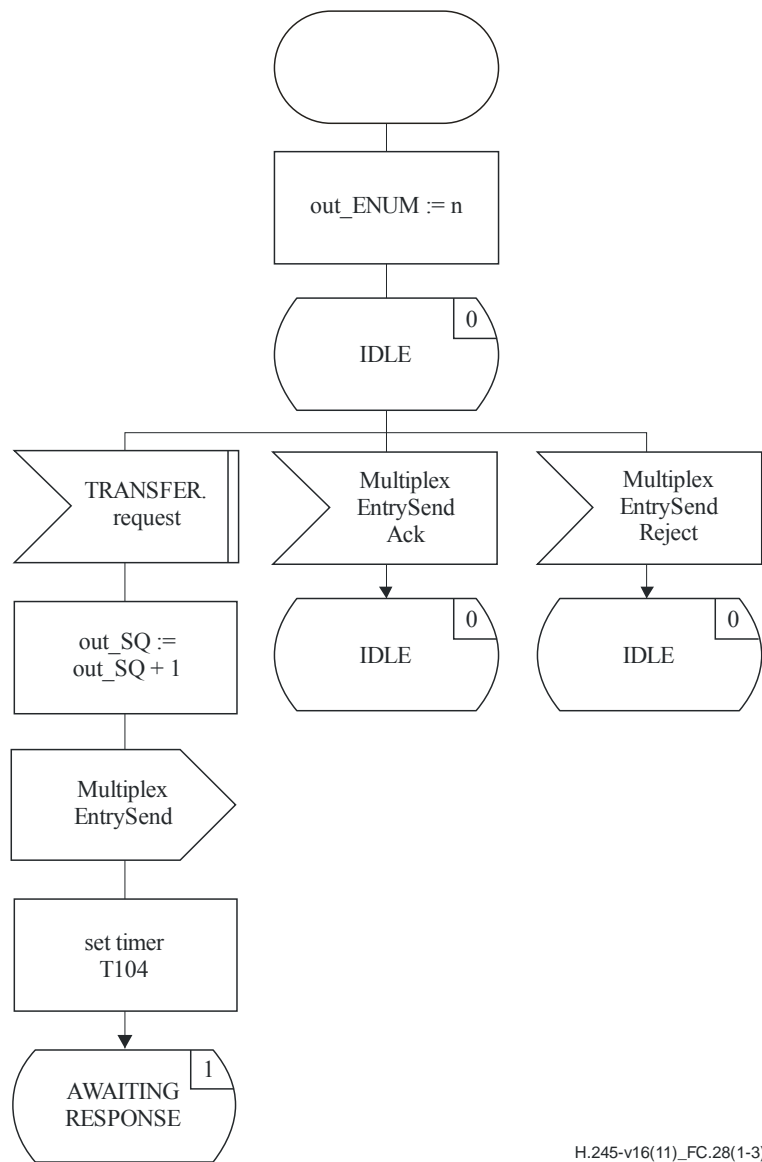 out_ENUM := n
0
IDLE
TRANSFER.
request
Multiplex
EntrySend
Ack
Multiplex
EntrySend
Reject
out_SQ :=
out_SQ + 1
0
IDLE
0
IDLE
Multiplex
EntrySend
set timer
T104
1
AWAITING
RESPONSE
H.245-v16(11)_FC.28(1-3)